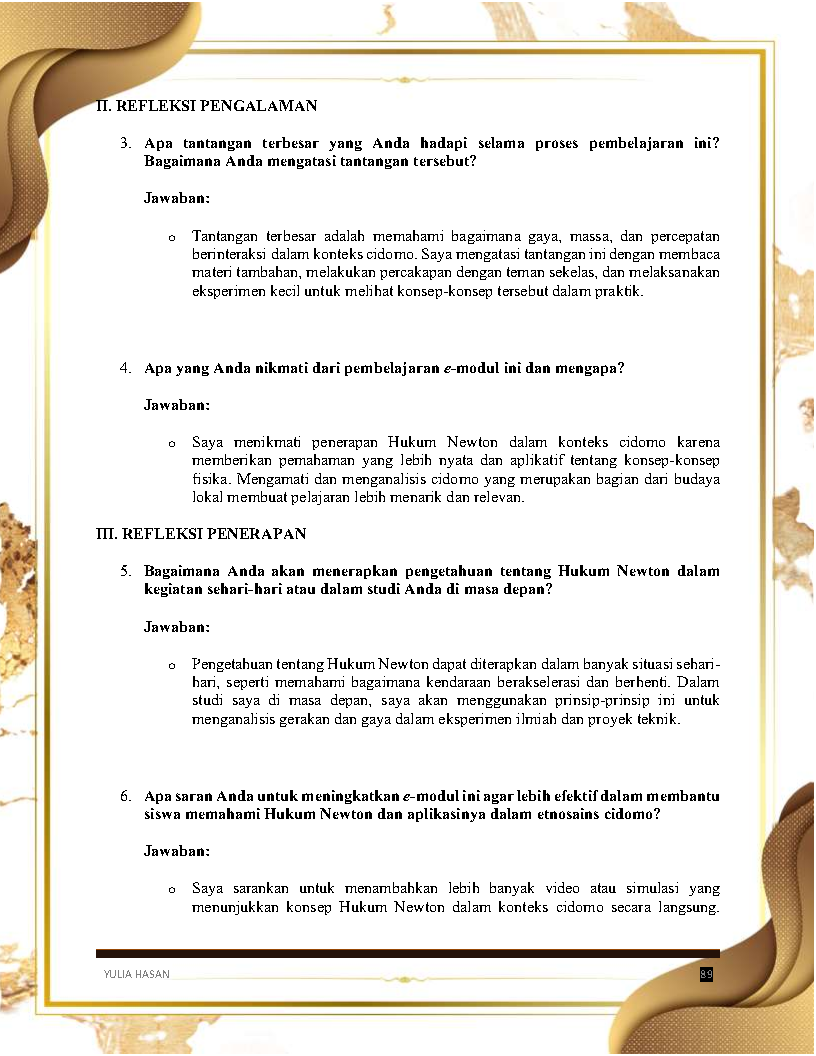 II. REFLEKSI PENGALAMAN
3. Apa tantangan terbesar yang Anda hadapi selama proses pembelajaran ini?
Bagaimana Anda mengatasi tantangan tersebut?
Jawaban:
o Tantangan terbesar adalah memahami bagaimana gaya, massa, dan percepatan
berinteraksi dalam konteks cidomo. Saya mengatasi tantangan ini dengan membaca
materi tambahan, melakukan percakapan dengan teman sekelas, dan melaksanakan
eksperimen kecil untuk melihat konsep-konsep tersebut dalam praktik.
4. Apa yang Anda nikmati dari pembelajaran e-modul ini dan mengapa?
Jawaban:
o Saya menikmati penerapan Hukum Newton dalam konteks cidomo karena
memberikan pemahaman yang lebih nyata dan aplikatif tentang konsep-konsep
fisika. Mengamati dan menganalisis cidomo yang merupakan bagian dari budaya
lokal membuat pelajaran lebih menarik dan relevan.
III. REFLEKSI PENERAPAN
5. Bagaimana Anda akan menerapkan pengetahuan tentang Hukum Newton dalam
kegiatan sehari-hari atau dalam studi Anda di masa depan?
Jawaban:
o Pengetahuan tentang Hukum Newton dapat diterapkan dalam banyak situasi sehari-
hari, seperti memahami bagaimana kendaraan berakselerasi dan berhenti. Dalam
studi saya di masa depan, saya akan menggunakan prinsip-prinsip ini untuk
menganalisis gerakan dan gaya dalam eksperimen ilmiah dan proyek teknik.
6. Apa saran Anda untuk meningkatkan e-modul ini agar lebih efektif dalam membantu
siswa memahami Hukum Newton dan aplikasinya dalam etnosains cidomo?
Jawaban:
o Saya sarankan untuk menambahkan lebih banyak video atau simulasi yang
menunjukkan konsep Hukum Newton dalam konteks cidomo secara langsung.
YULIA HASAN 89